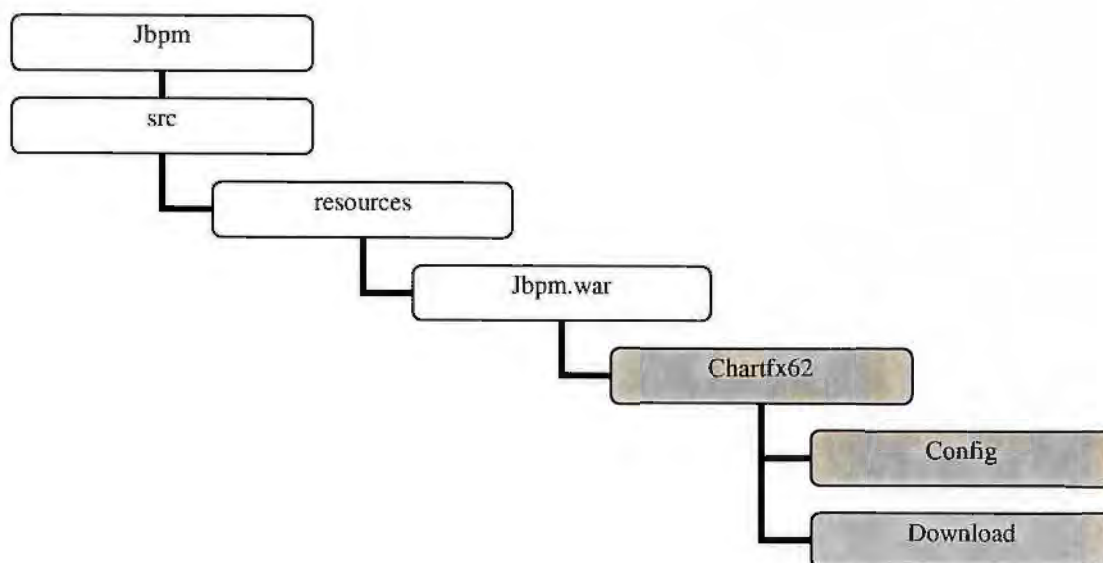 Jbpm
src
resources
Jbpm.war
Chartfx62
Config
Download